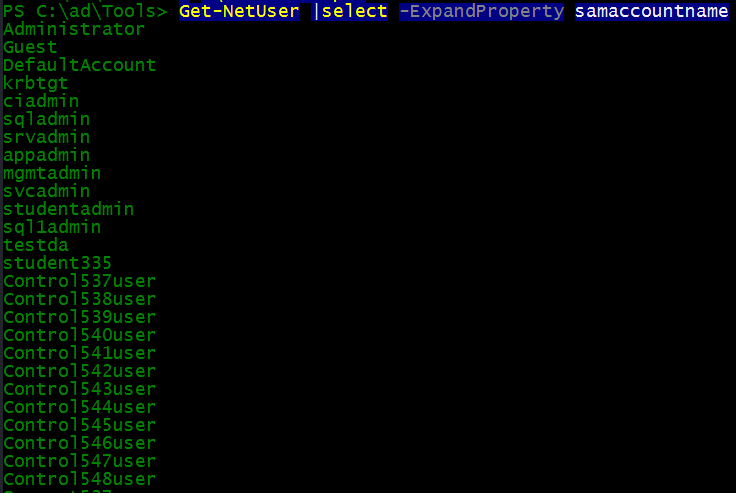 PS C:\ad\Tools> Get-NetUser |select -ExpandProperty samaccountname
Administrator
Guest
DefaultAccount
krbtgt
ciadmin
sqladmin
srvadmin
appadmin
mgmtadmin
svcadmin
studentadmin
sql1admin
testda
student335
Control537user
Control538user
Control539user
Control540user
Control541user
Control542user
Control543user
Control544user
Control545user
Control546user
Control547user
Control548user